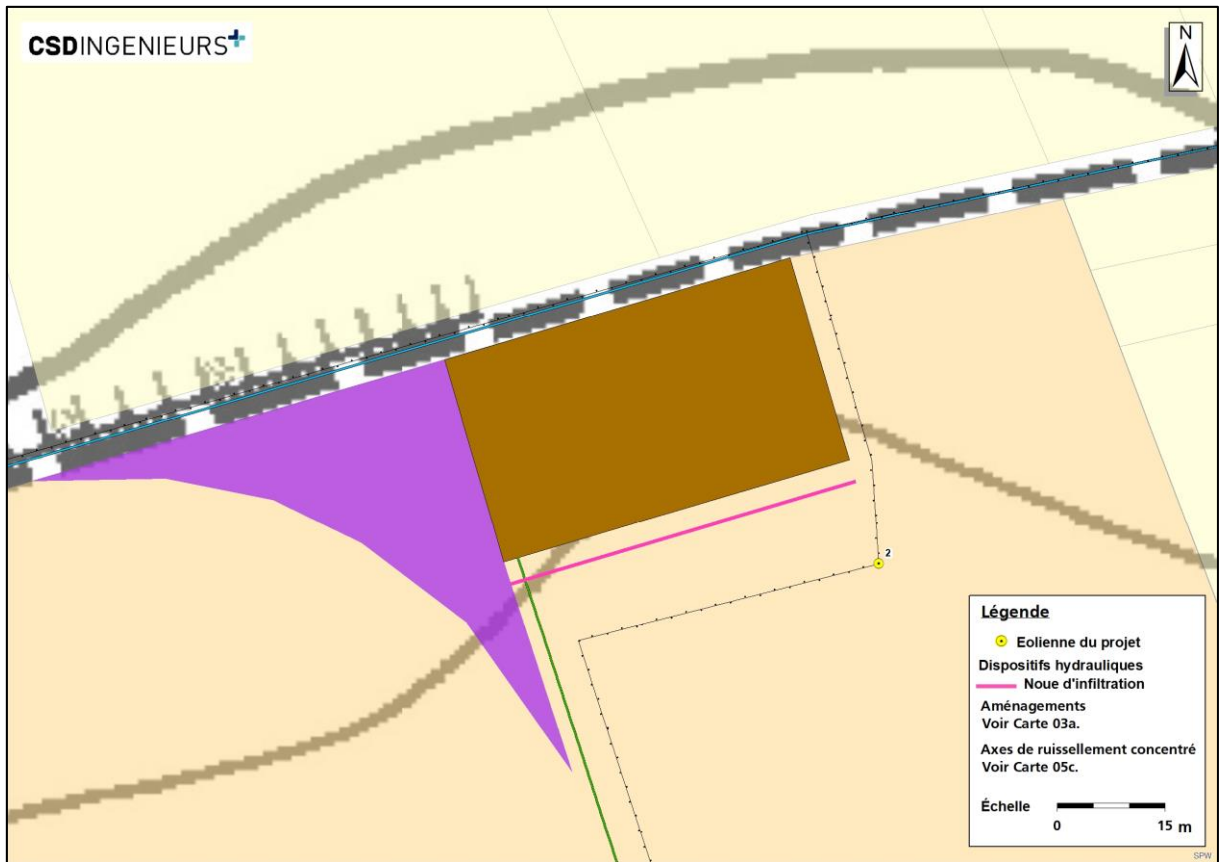 CSDINGENIEURS+
N
2
Légende
Eolienne du projet
Dispositifs hydrauliques
Noue d'infiltration
Aménagements
Voir Carte 03a.
Axes de ruissellement concentré
Voir Carte 05c.
Échelle
0 15 m
SPW